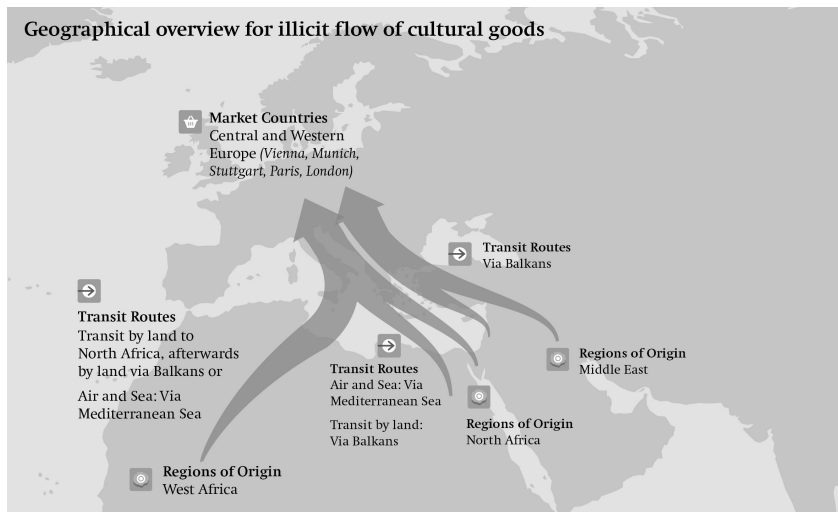 Geographical overview for illicit flow of cultural goods
Market Countries
Central and Western
Europe (Vienna, Munich,
Stuttgart, Paris, London)
Transit Routes
Via Balkans
Transit Routes
Transit by land to
North Africa, afterwards
by land via Balkans or
Air and Sea: Via
Mediterranean Sea
Transit Routes
Air and Sea: Via
Mediterranean Sea
Transit by land:
Via Balkans
Regions of Origin
Middle East
Regions of Origin
North Africa
Regions of Origin
West Africa